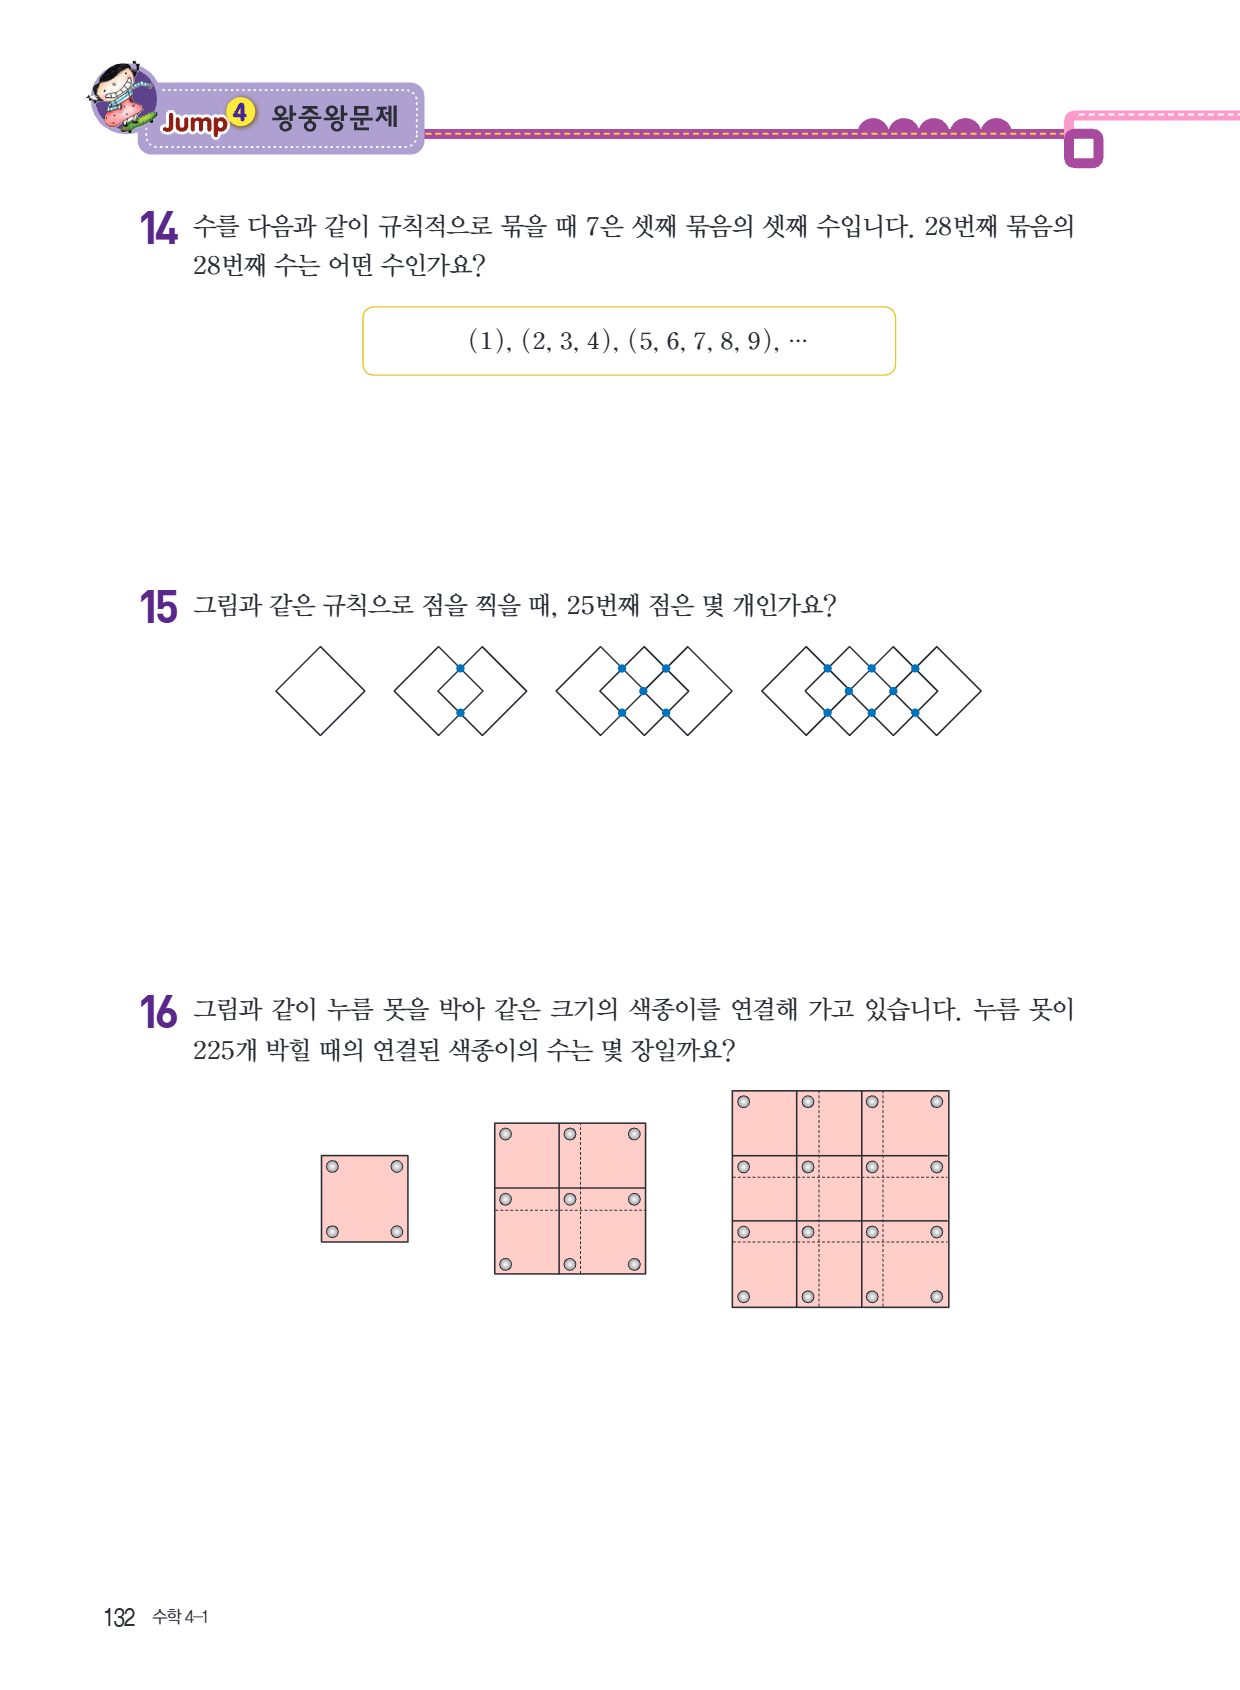 Jump 4 왕중왕문제
14 수를 다음과 같이 규칙적으로 묶을 때 7은 셋째 묶음의 셋째 수입니다. 28번째 묶음의
28번째 수는 어떤 수인가요?
(1), (2, 3, 4), (5, 6, 7, 8, 9), ⋯
15 그림과 같은 규칙으로 점을 찍을 때, 25번째 점은 몇 개인가요?
16 그림과 같이 누름 못을 박아 같은 크기의 색종이를 연결해 가고 있습니다. 누름 못이
225개 박힐 때의 연결된 색종이의 수는 몇 장일까요?
132 수학 4-1